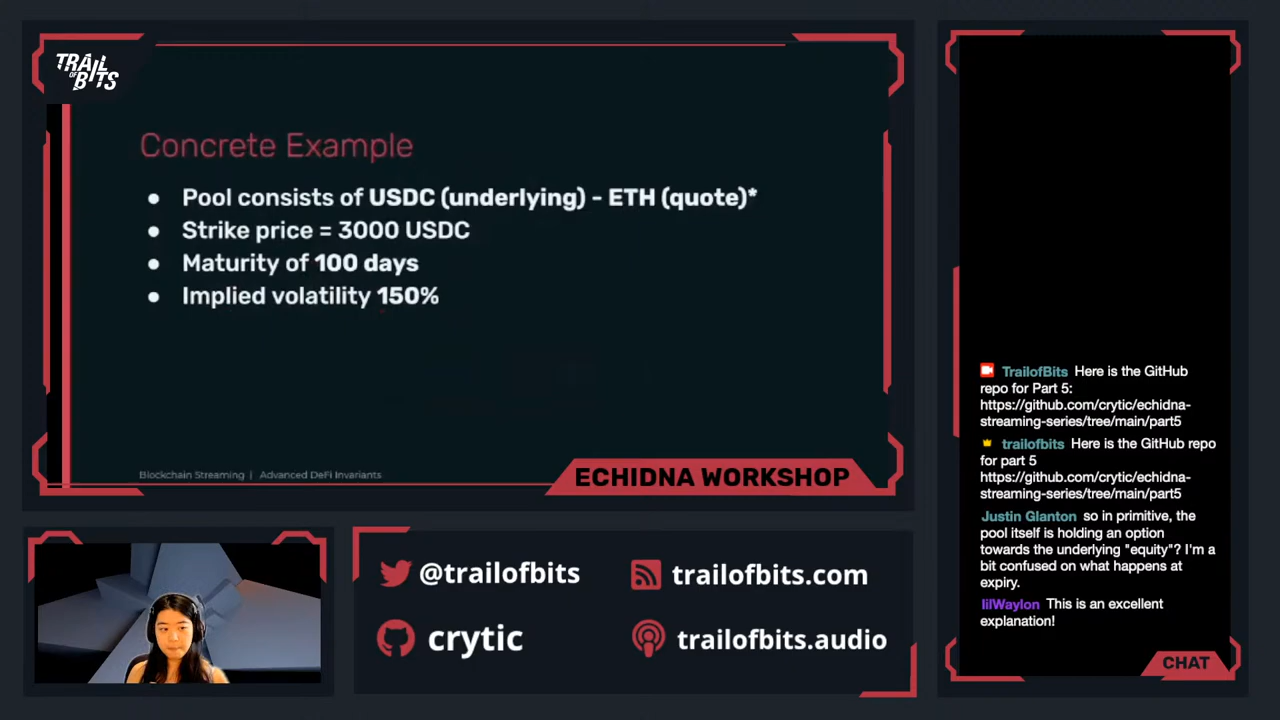 TRAIL
OF
BITS
Concrete Example
● Pool consists of USDC (underlying) - ETH (quote)*
● Strike price = 3000 USDC
● Maturity of 100 days
● Implied volatility 150%
Blockchain Streaming | Advanced DeFi Invariants
ECHIDNA WORKSHOP
@trailofbits
trailofbits.com
crytic
trailofbits.audio
TrailofBits Here is the GitHub
repo for Part 5:
https://github.com/crytic/echidna-
streaming-series/tree/main/part5
trailofbits Here is the GitHub repo
for part 5
https://github.com/crytic/echidna-
streaming-series/tree/main/part5
Justin Glanton so in primitive, the
pool itself is holding an option
towards the underlying "equity"? I'm a
bit confused on what happens at
expiry.
lilWaylon This is an excellent
explanation!
CHAT